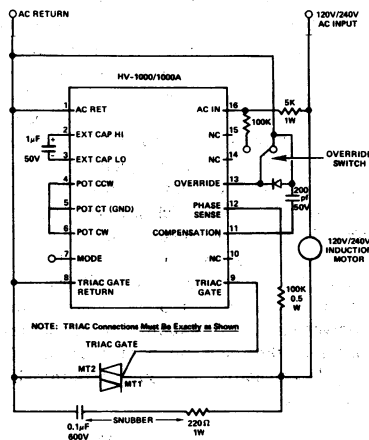 AC RETURN
120V/240V
AC INPUT
HV-1000/1000A
1 AC RET
AC IN 16
5K
1W
100K
1µF
50V
2 EXT CAP HI
NC 15
3 EXT CAP LO
NC 14
OVERRIDE
SWITCH
4 POT CCW
OVERRIDE 13
200
pf
50V
5 POT CT (GND)
PHASE
SENSE 12
6 POT CW
COMPENSATION 11
120V/240V
INDUCTION
MOTOR
7 MODE
NC 10
8 TRIAC GATE
RETURN
TRIAC
GATE 9
100K
0.5
W
NOTE: TRIAC Connections Must Be Exactly as Shown
TRIAC GATE
MT2
MT1
SNUBBER
0.1µF
600V
220Ω
1W